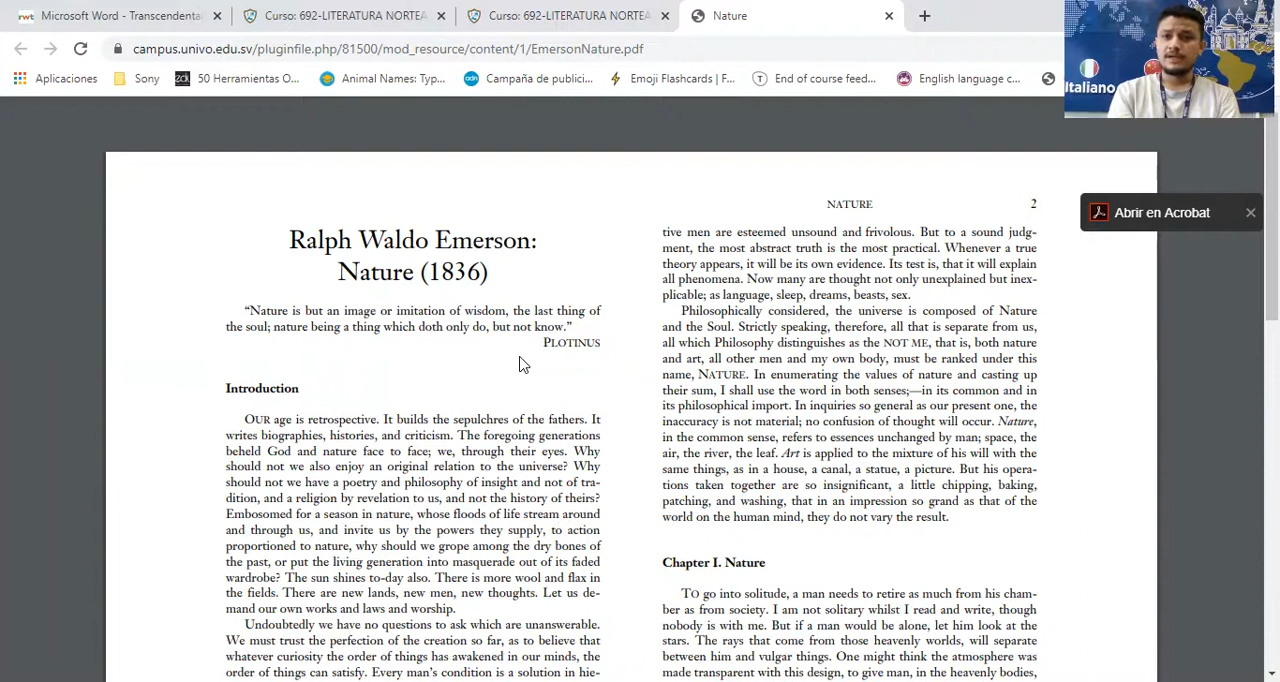 Microsoft Word - Transcendenta
Curso: 692-LITERATURA NORTEA
Curso: 692-LITERATURA NORTEA
Nature
campus.univo.edu.sv/pluginfile.php/81500/mod_resource/content/1/EmersonNature.pdf
Aplicaciones
Sony
50 Herramientas O...
Animal Names: Typ...
Campaña de publici...
Emoji Flashcards | F...
End of course feed...
English language c...
Italiano
Abrir en Acrobat
Ralph Waldo Emerson:
Nature (1836)
“Nature is but an image or imitation of wisdom, the last thing of
the soul; nature being a thing which doth only do, but not know.”
PLOTINUS
Introduction
OUR age is retrospective. It builds the sepulchres of the fathers. It
writes biographies, histories, and criticism. The foregoing generations
beheld God and nature face to face; we, through their eyes. Why
should not we also enjoy an original relation to the universe? Why
should not we have a poetry and philosophy of insight and not of tra-
dition, and a religion by revelation to us, and not the history of theirs?
Embosomed for a season in nature, whose floods of life stream around
and through us, and invite us by the powers they supply, to action
proportioned to nature, why should we grope among the dry bones of
the past, or put the living generation into masquerade out of its faded
wardrobe? The sun shines to-day also. There is more wool and flax in
the fields. There are new lands, new men, new thoughts. Let us de-
mand our own works and laws and worship.
Undoubtedly we have no questions to ask which are unanswerable.
We must trust the perfection of the creation so far, as to believe that
whatever curiosity the order of things has awakened in our minds, the
order of things can satisfy. Every man's condition is a solution in hie-
NATURE
2
tive men are esteemed unsound and frivolous. But to a sound judg-
ment, the most abstract truth is the most practical. Whenever a true
theory appears, it will be its own evidence. Its test is, that it will explain
all phenomena. Now many are thought not only unexplained but inex-
plicable; as language, sleep, dreams, beasts, sex.
Philosophically considered, the universe is composed of Nature
and the Soul. Strictly speaking, therefore, all that is separate from us,
all which Philosophy distinguishes as the NOT ME, that is, both nature
and art, all other men and my own body, must be ranked under this
name, NATURE. In enumerating the values of nature and casting up
their sum, I shall use the word in both senses;—in its common and in
its philosophical import. In inquiries so general as our present one, the
inaccuracy is not material; no confusion of thought will occur. Nature,
in the common sense, refers to essences unchanged by man; space, the
air, the river, the leaf. Art is applied to the mixture of his will with the
same things, as in a house, a canal, a statue, a picture. But his opera-
tions taken together are so insignificant, a little chipping, baking,
patching, and washing, that in an impression so grand as that of the
world on the human mind, they do not vary the result.
Chapter I. Nature
TO go into solitude, a man needs to retire as much from his cham-
ber as from society. I am not solitary whilst I read and write, though
nobody is with me. But if a man would be alone, let him look at the
stars. The rays that come from those heavenly worlds, will separate
between him and vulgar things. One might think the atmosphere was
made transparent with this design, to give man, in the heavenly bodies,